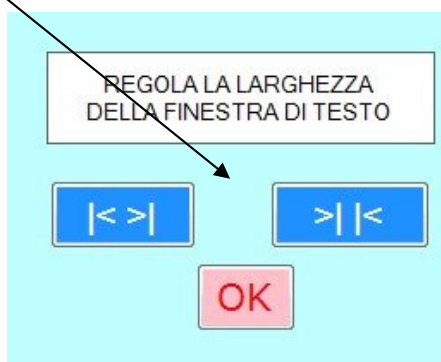 REGOLA LA LARGHEZZA
DELLA FINESTRA DI TESTO
|< >| >| |<
OK